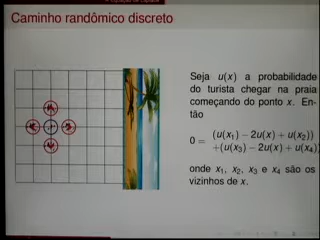 Caminho randômico discreto
Seja u(x) a probabilidade
do turista chegar na praia
começando do ponto x. En-
tão
0 = (u(x₁) − 2u(x) + u(x₂))
+(u(x₃) − 2u(x) + u(x₄))
onde x₁, x₂, x₃ e x₄ são os
vizinhos de x.